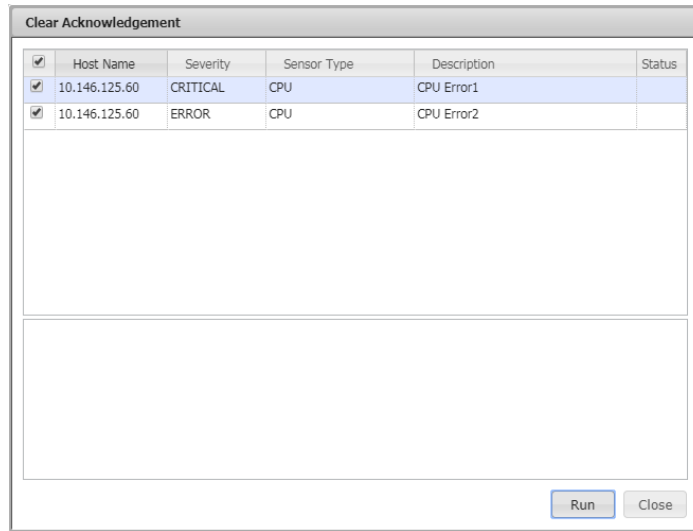 Clear Acknowledgement
Host Name Severity Sensor Type Description Status
10.146.125.60 CRITICAL CPU CPU Error1
10.146.125.60 ERROR CPU CPU Error2
Run Close